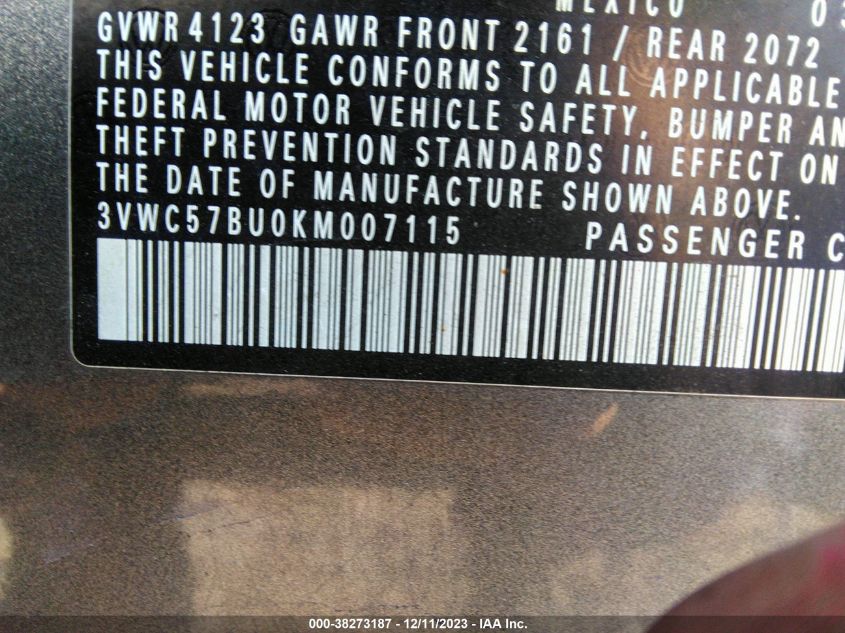 MEXICO 03
GVWR 4123 GAWR FRONT 2161 / REAR 2072
THIS VEHICLE CONFORMS TO ALL APPLICABLE
FEDERAL MOTOR VEHICLE SAFETY, BUMPER AN
THEFT PREVENTION STANDARDS IN EFFECT ON
THE DATE OF MANUFACTURE SHOWN ABOVE.
3VWC57BU0KM007115 PASSENGER C
000-38273187 - 12/11/2023 - IAA Inc.